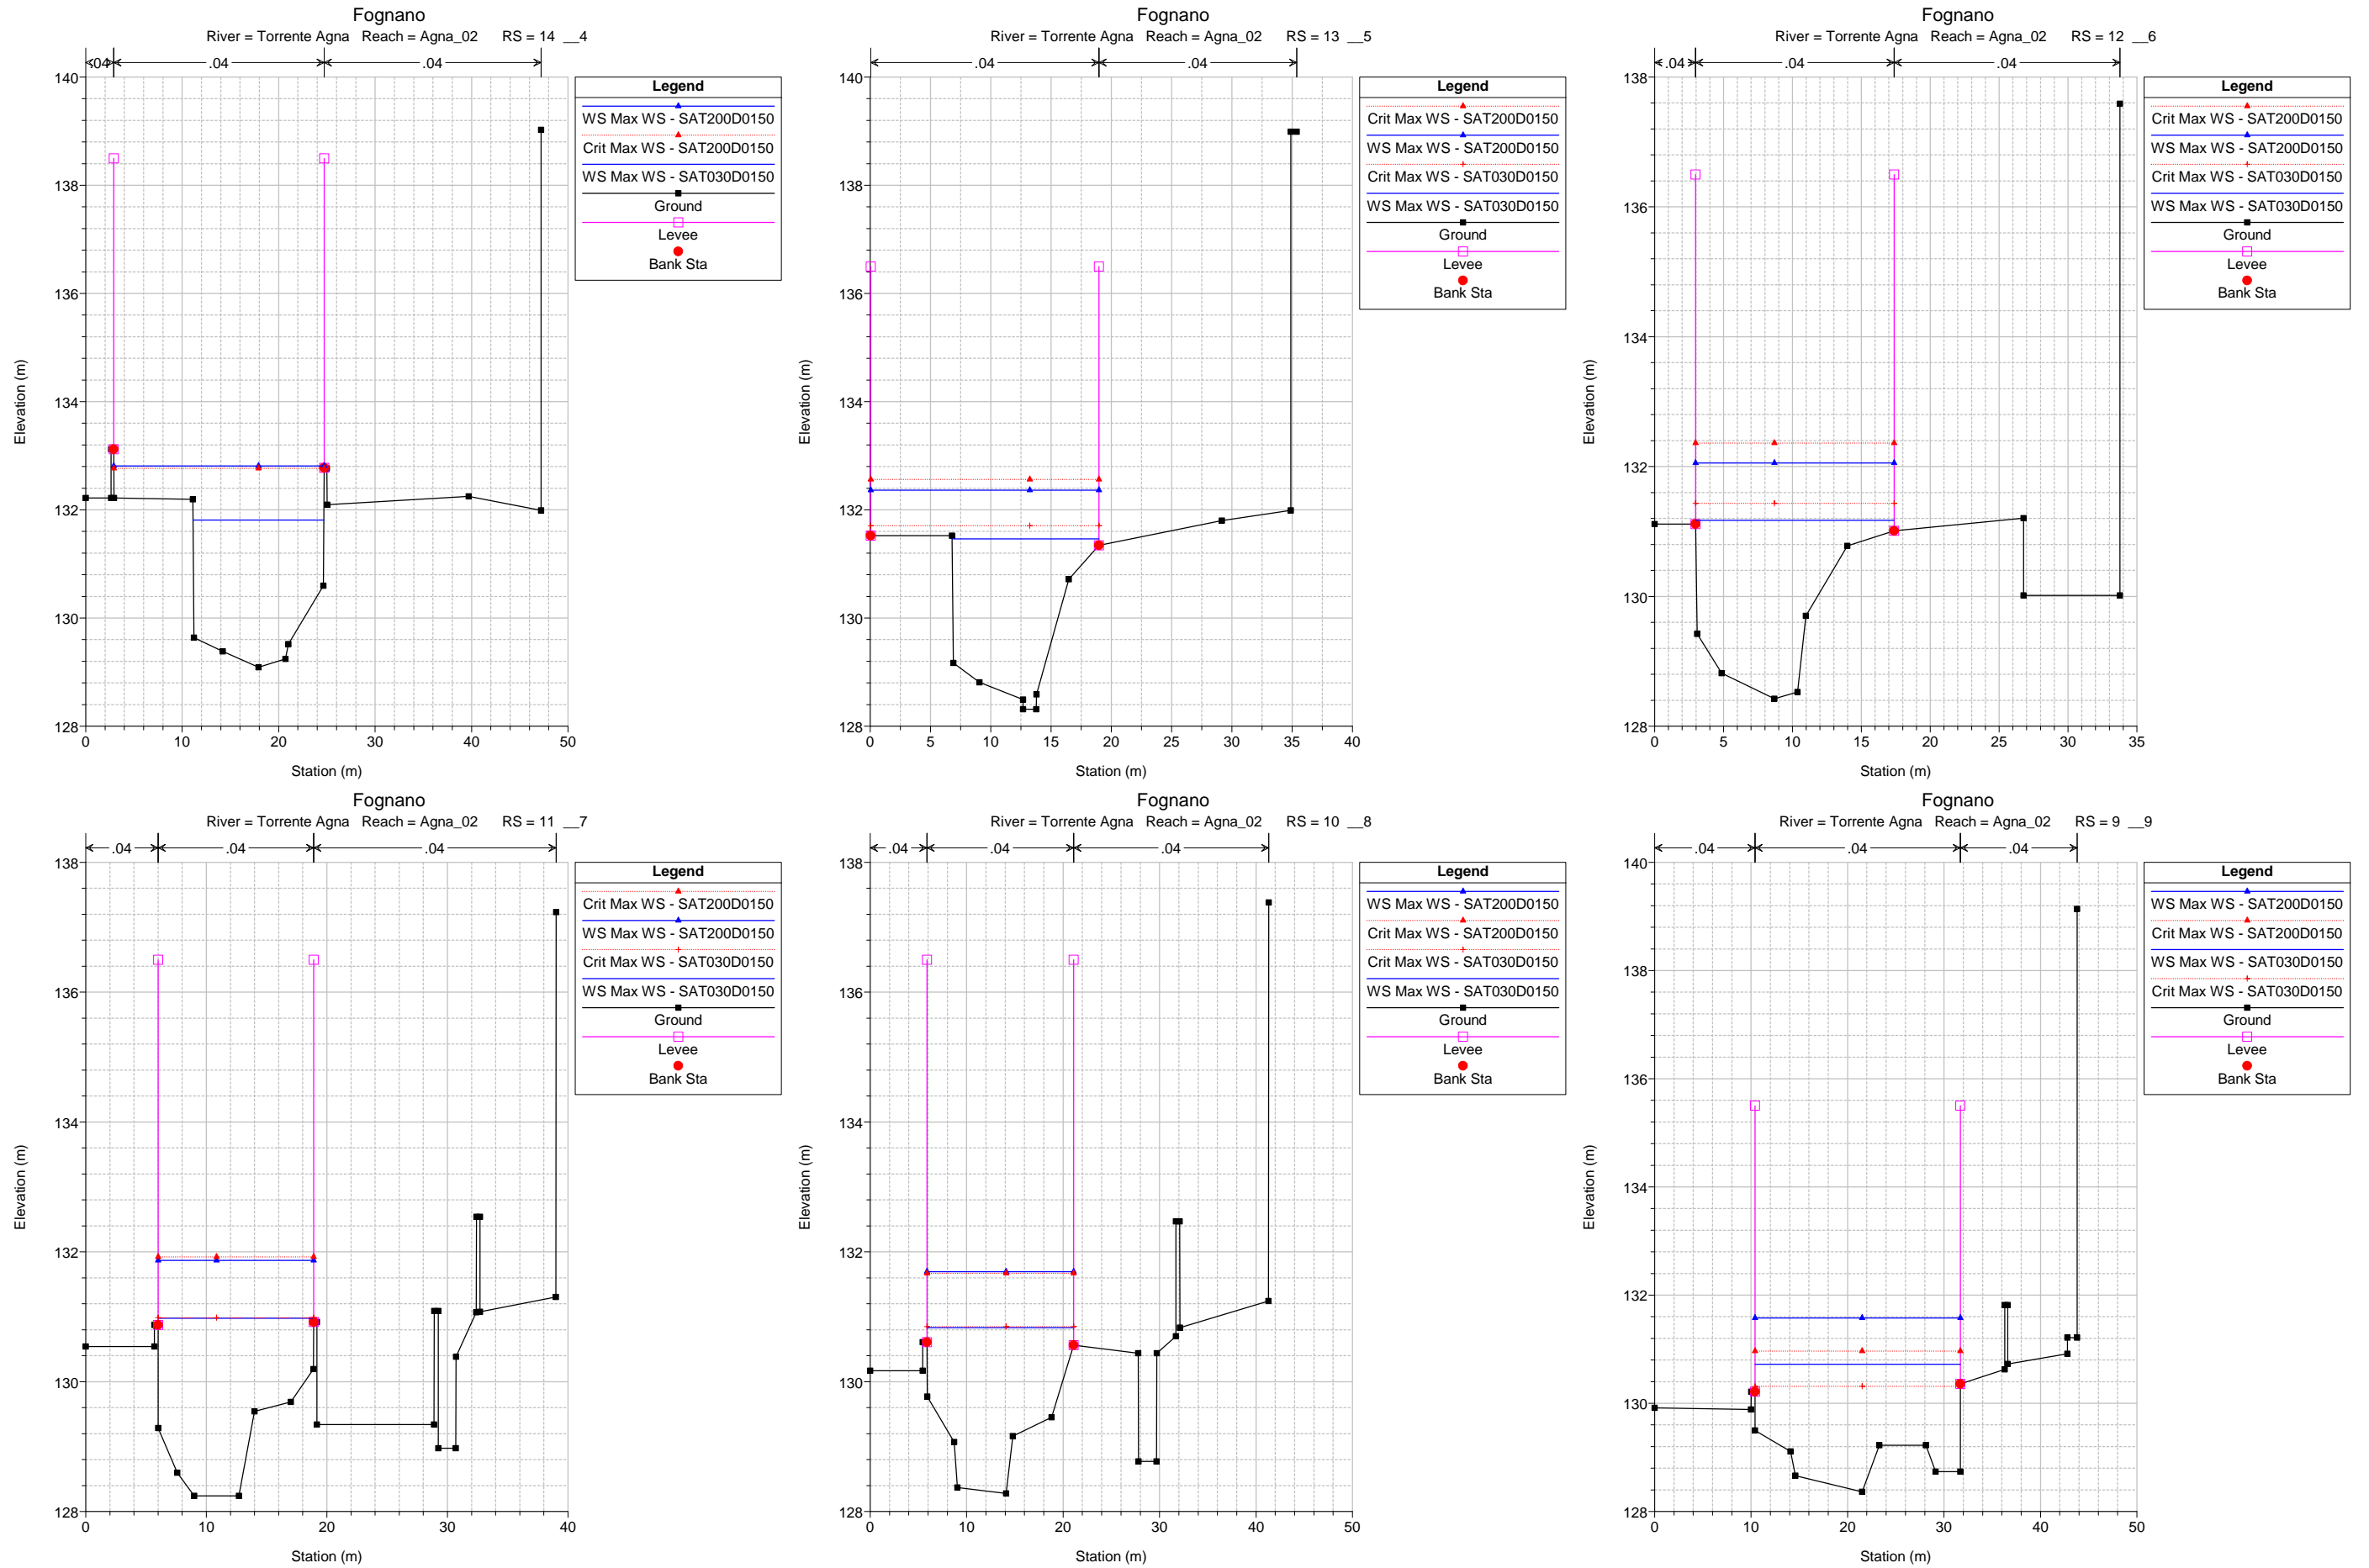 Fognano
River = Torrente Agna Reach = Agna_02 RS = 14 __4
.04 .04 .04
Elevation (m)
140
138
136
134
132
130
128
0 10 20 30 40 50
Station (m)
Legend
WS Max WS - SAT200D0150
Crit Max WS - SAT200D0150
WS Max WS - SAT030D0150
Ground
Levee
Bank Sta
Fognano
River = Torrente Agna Reach = Agna_02 RS = 13 __5
.04 .04
Elevation (m)
140
138
136
134
132
130
128
0 5 10 15 20 25 30 35 40
Station (m)
Legend
Crit Max WS - SAT200D0150
WS Max WS - SAT200D0150
Crit Max WS - SAT030D0150
WS Max WS - SAT030D0150
Ground
Levee
Bank Sta
Fognano
River = Torrente Agna Reach = Agna_02 RS = 12 __6
.04 .04 .04
Elevation (m)
138
136
134
132
130
128
0 5 10 15 20 25 30 35
Station (m)
Legend
Crit Max WS - SAT200D0150
WS Max WS - SAT200D0150
Crit Max WS - SAT030D0150
WS Max WS - SAT030D0150
Ground
Levee
Bank Sta
Fognano
River = Torrente Agna Reach = Agna_02 RS = 11 __7
.04 .04 .04
Elevation (m)
138
136
134
132
130
128
0 10 20 30 40
Station (m)
Legend
Crit Max WS - SAT200D0150
WS Max WS - SAT200D0150
Crit Max WS - SAT030D0150
WS Max WS - SAT030D0150
Ground
Levee
Bank Sta
Fognano
River = Torrente Agna Reach = Agna_02 RS = 10 __8
.04 .04 .04
Elevation (m)
138
136
134
132
130
128
0 10 20 30 40 50
Station (m)
Legend
WS Max WS - SAT200D0150
Crit Max WS - SAT200D0150
Crit Max WS - SAT030D0150
WS Max WS - SAT030D0150
Ground
Levee
Bank Sta
Fognano
River = Torrente Agna Reach = Agna_02 RS = 9 __9
.04 .04 .04
Elevation (m)
140
138
136
134
132
130
128
0 10 20 30 40 50
Station (m)
Legend
WS Max WS - SAT200D0150
Crit Max WS - SAT200D0150
WS Max WS - SAT030D0150
Crit Max WS - SAT030D0150
Ground
Levee
Bank Sta